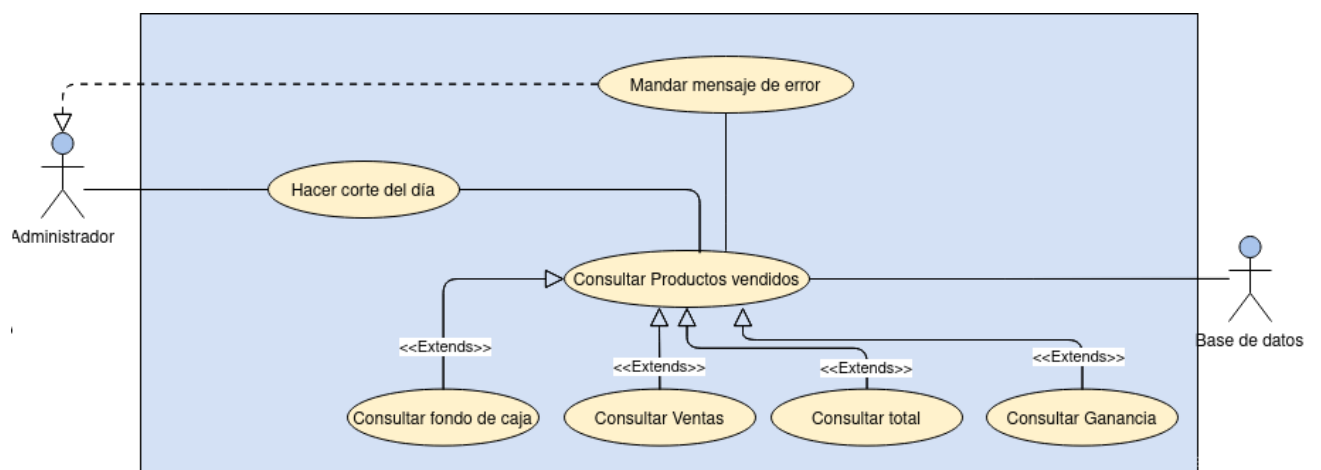 Mandar mensaje de error
Hacer corte del día
Administrador
Consultar Productos vendidos
Base de datos
<<Extends>>
<<Extends>>
<<Extends>>
<<Extends>>
Consultar fondo de caja
Consultar Ventas
Consultar total
Consultar Ganancia